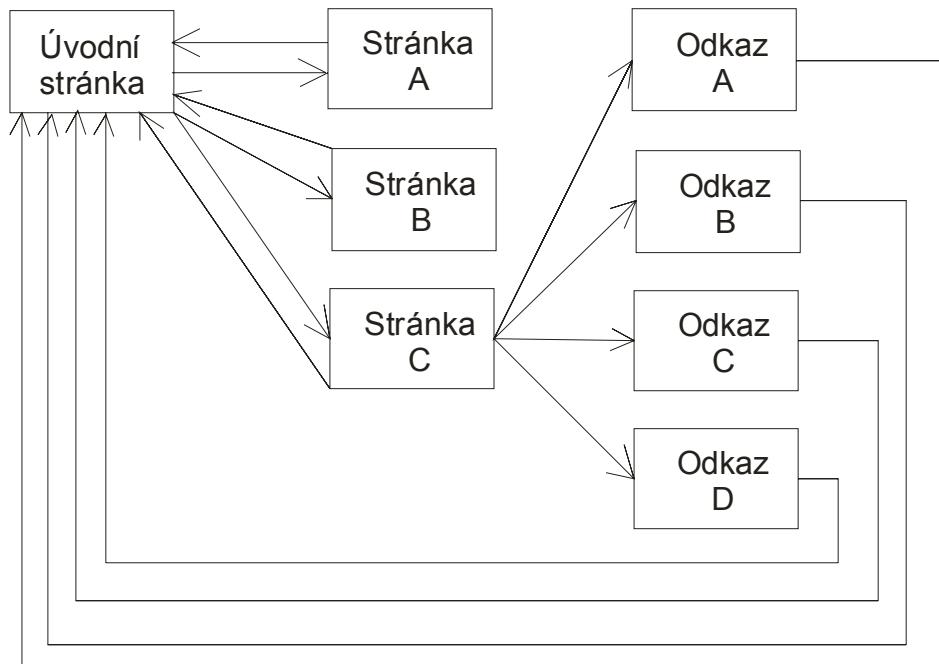 Úvodní
stránka
Stránka
A
Stránka
B
Stránka
C
Odkaz
A
Odkaz
B
Odkaz
C
Odkaz
D